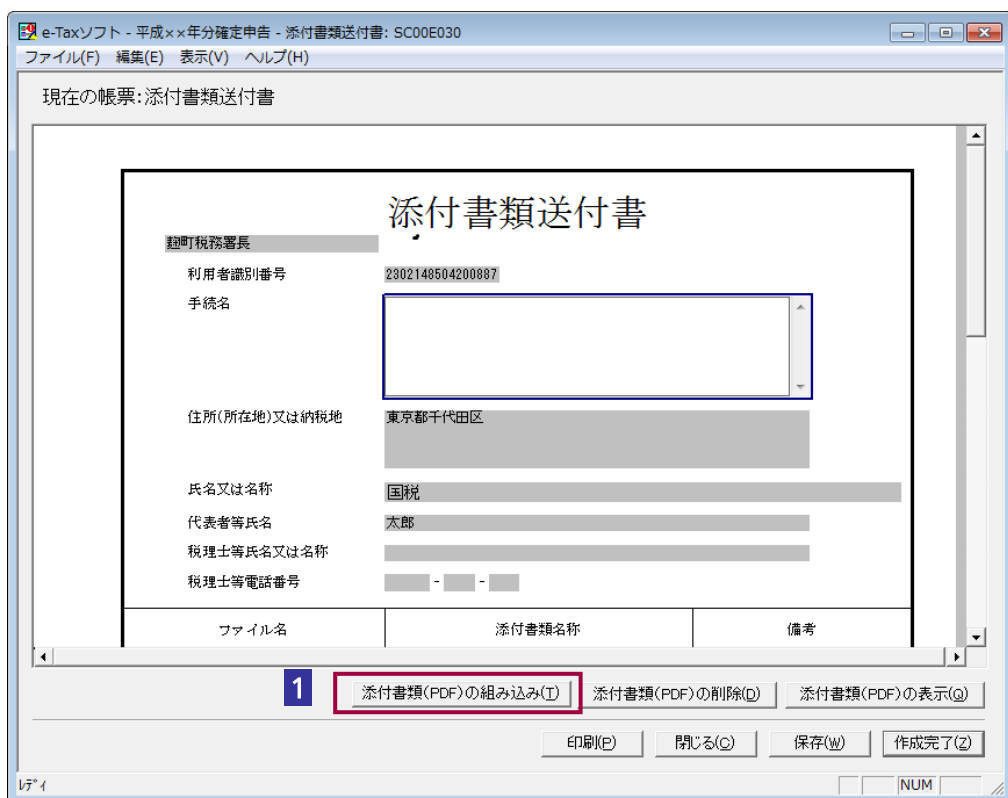 e-Taxソフト - 平成××年分確定申告 - 添付書類送付書: SC00E030
ファイル(F) 編集(E) 表示(V) ヘルプ(H)
現在の帳票:添付書類送付書
添付書類送付書
麹町税務署長
利用者識別番号 2302148504200887
手続名
住所(所在地)又は納税地 東京都千代田区
氏名又は名称 国税
代表者等氏名 太郎
税理士等氏名又は名称
税理士等電話番号 - -
ファイル名 添付書類名称 備考
1 添付書類(PDF)の組み込み(T) 添付書類(PDF)の削除(D) 添付書類(PDF)の表示(Q)
印刷(P) 閉じる(C) 保存(W) 作成完了(Z)
ﾚﾃﾞｨ NUM